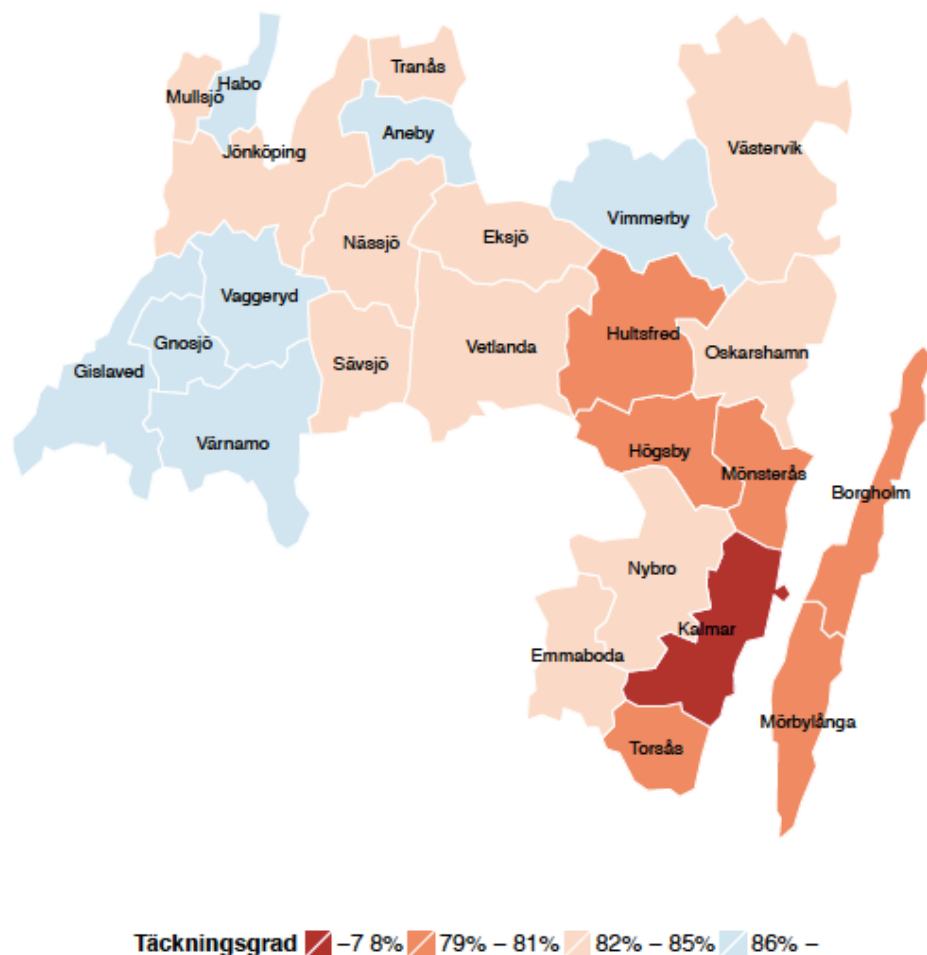 Tranås
Habo
Mullsjö
Aneby
Västervik
Jönköping
Vimmerby
Eksjö
Nässjö
Vaggeryd
Hultsfred
Gnosjö
Vetlanda
Oskarshamn
Sävsjö
Gislaved
Värnamo
Högsby
Mönsterås
Borgholm
Nybro
Kalmar
Emmaboda
Mörbylånga
Torsås
Täckningsgrad –7 8% 79% – 81% 82% – 85% 86% –